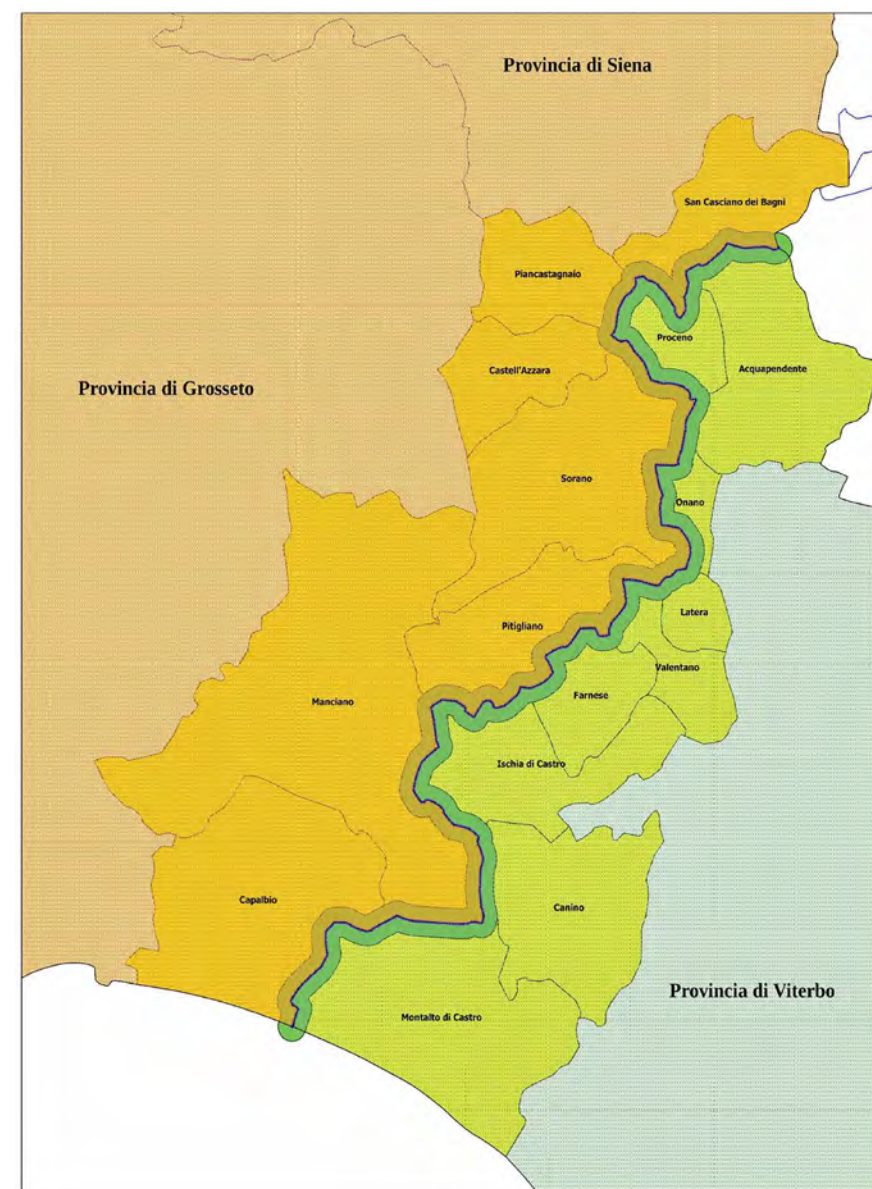 Provincia di Siena
San Casciano dei Bagni
Piancastagnaio
Proceno
Castell'Azzara
Acquapendente
Provincia di Grosseto
Sorano
Onano
Latera
Pitigliano
Valentano
Farnese
Manciano
Ischia di Castro
Capalbio
Canino
Provincia di Viterbo
Montalto di Castro